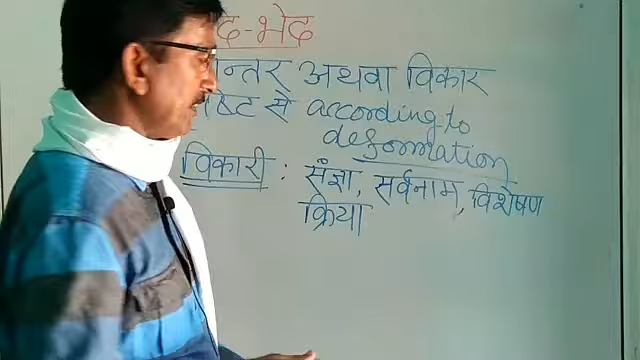 द-भेद
न्तर अथवा विकार
से according to
deformation
विकारी : संज्ञा, सर्वनाम, विशेषण
क्रिया